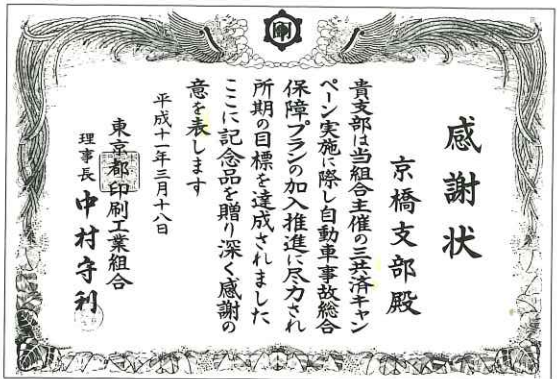 感謝状
京橋支部殿
貴支部は当組合主催の三共済キャン
ペーン実施に際し自動車事故総合
保障プランの加入推進に尽力され
所期の目標を達成されました
ここに記念品を贈り深く感謝の
意を表します
平成十一年三月十八日
東京都印刷工業組合
理事長 中村守利